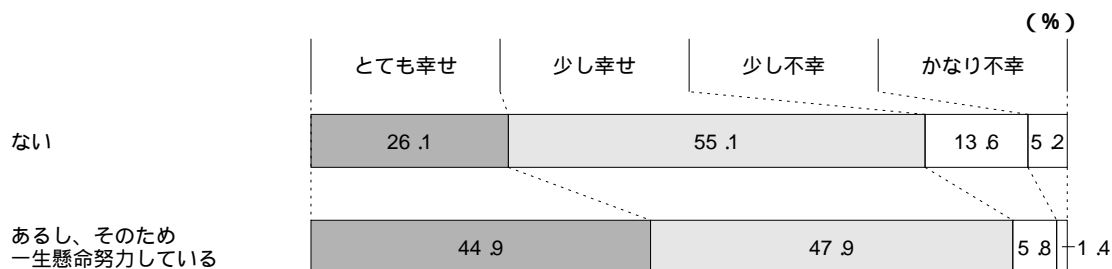 (%)
とても幸せ 少し幸せ 少し不幸 かなり不幸
ない 26.1 55.1 13.6 5.2
あるし、そのため
一生懸命努力している 44.9 47.9 5.8 1.4